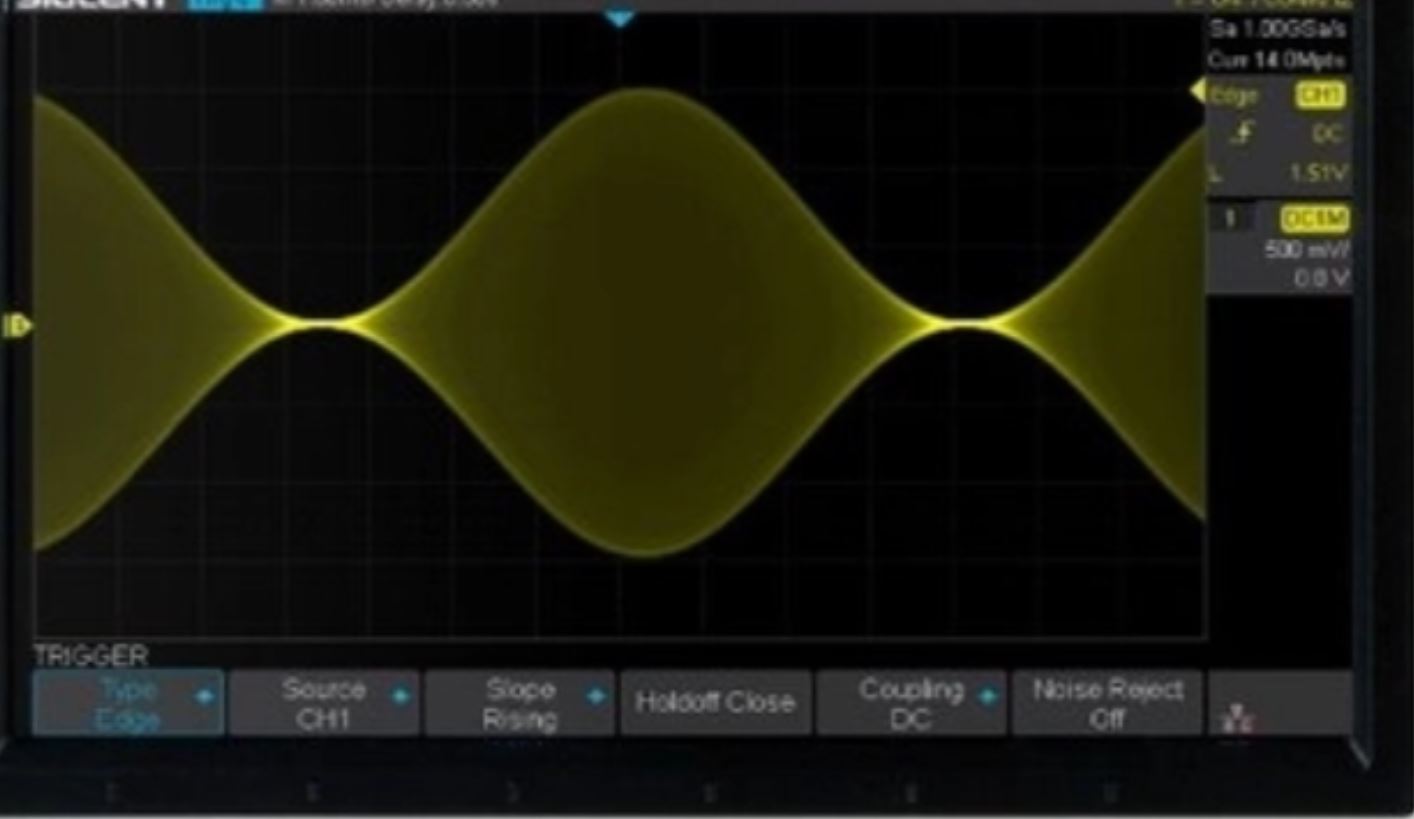 SIGLENT
Sa 1.00GSa/s
Curr 14.0Mpts
Edge CH1
DC
L 1.51V
1 DC1M
500 mV/
0.0 V
TRIGGER
Type
Edge
Source
CH1
Slope
Rising
Holdoff Close
Coupling
DC
Noise Reject
Off